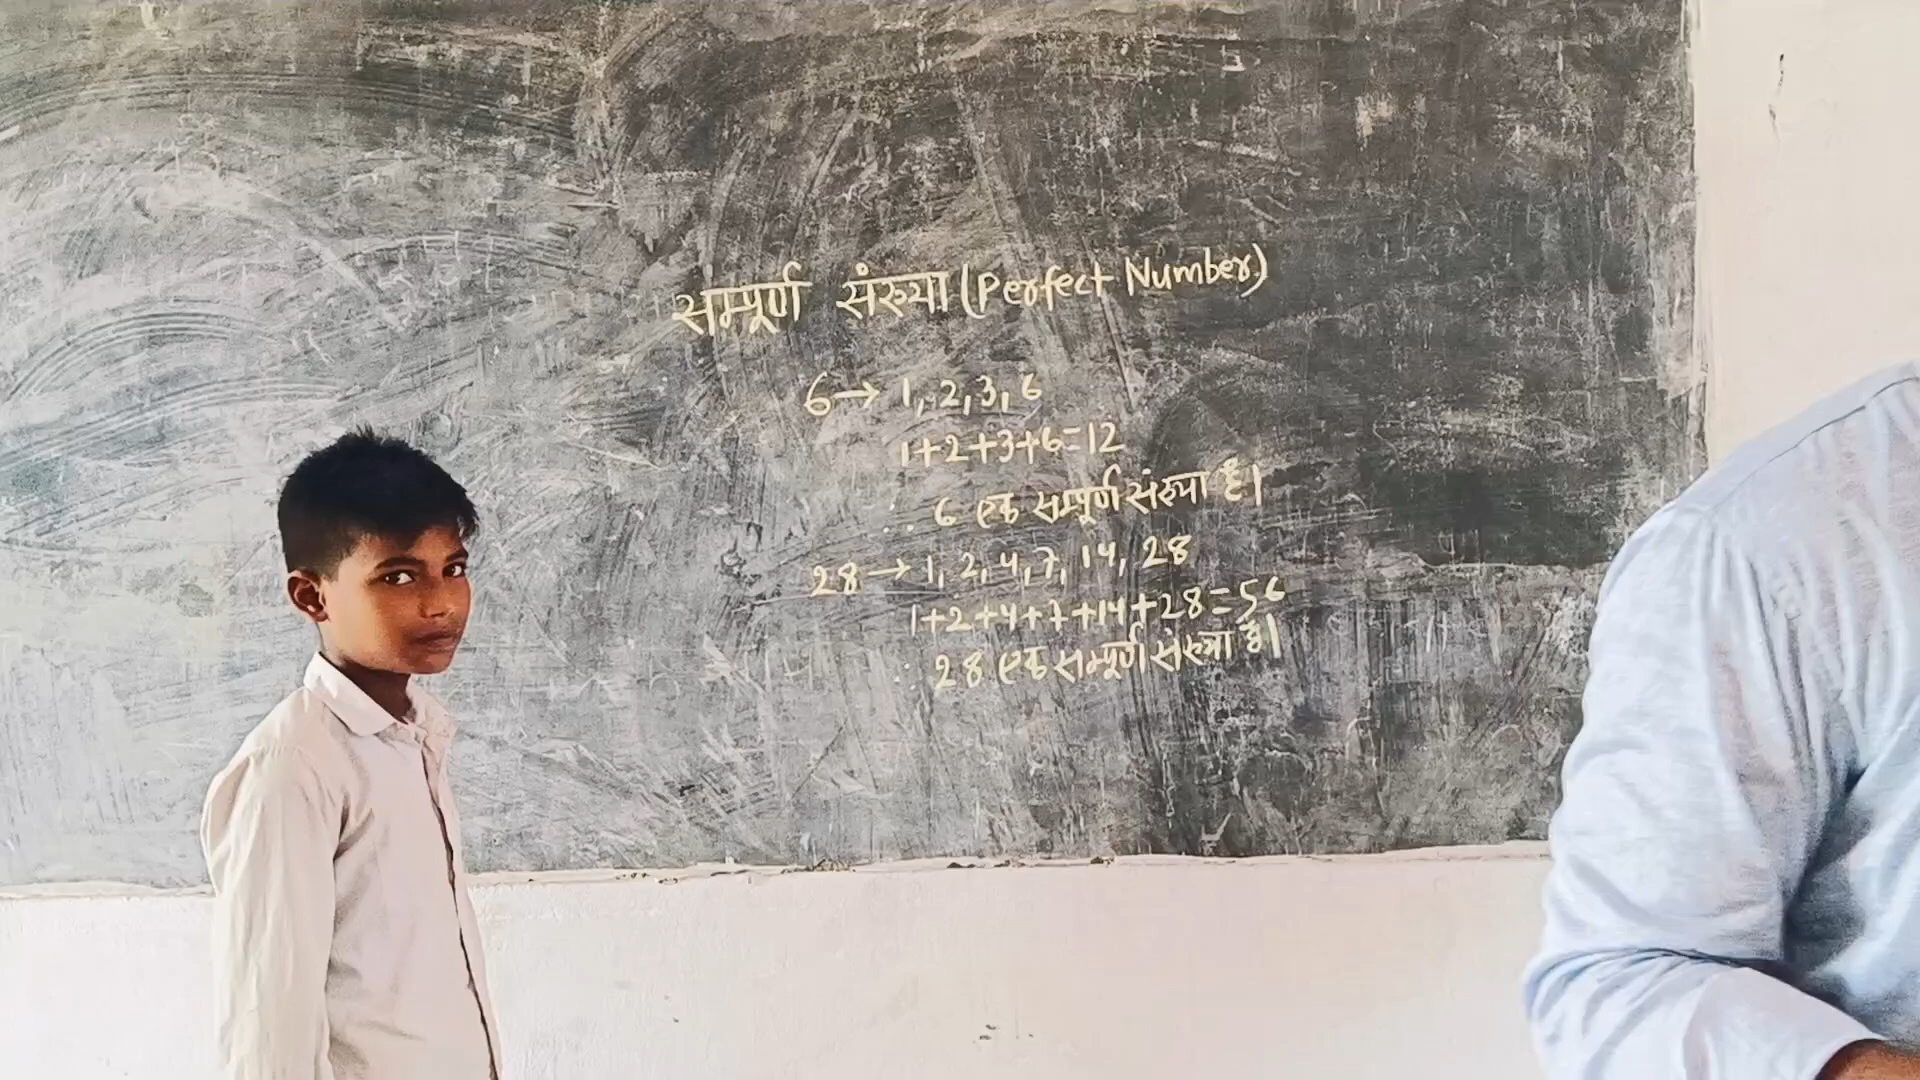 सम्पूर्ण संख्या (Perfect Number)
6 → 1, 2, 3, 6
1+2+3+6=12
∴ 6 एक सम्पूर्ण संख्या है।
28 → 1, 2, 4, 7, 14, 28
1+2+4+7+14+28=56
∴ 28 एक सम्पूर्ण संख्या है।